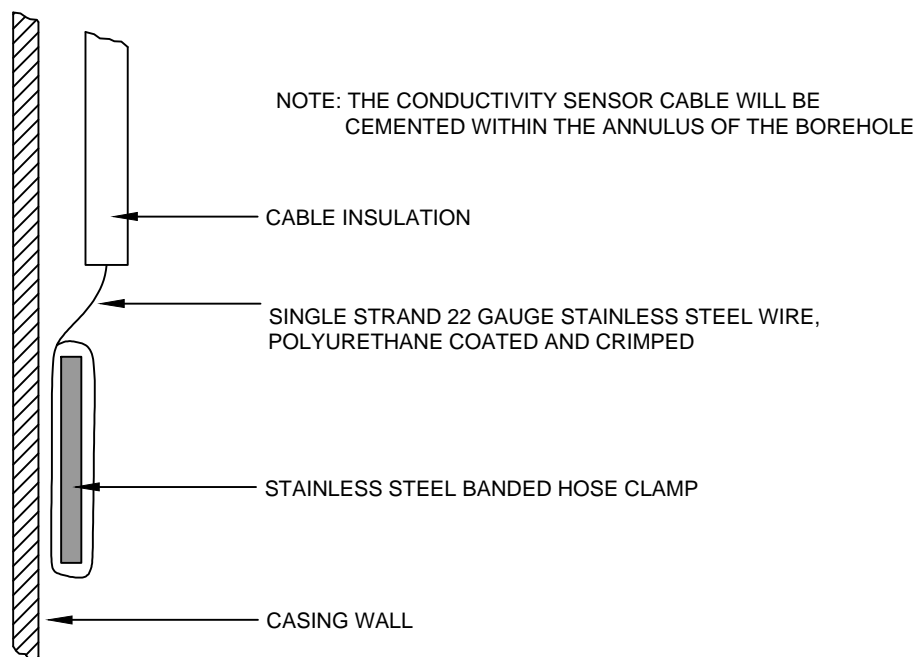 NOTE: THE CONDUCTIVITY SENSOR CABLE WILL BE
CEMENTED WITHIN THE ANNULUS OF THE BOREHOLE
CABLE INSULATION
SINGLE STRAND 22 GAUGE STAINLESS STEEL WIRE,
POLYURETHANE COATED AND CRIMPED
STAINLESS STEEL BANDED HOSE CLAMP
CASING WALL